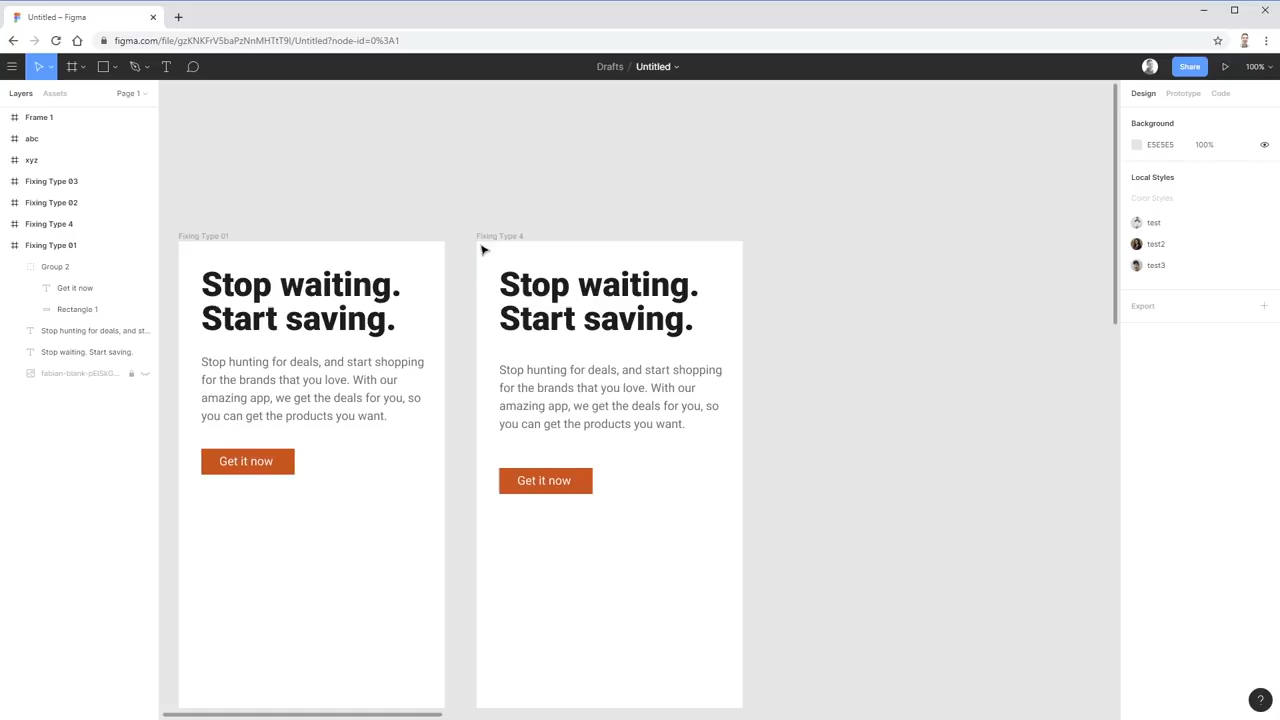 Untitled – Figma
figma.com/file/gzKNKFrV5baPzNnMHTtT9I/Untitled?node-id=0%3A1
Drafts / Untitled
Share
100%
Layers
Assets
Page 1
Design
Prototype
Code
Frame 1
abc
xyz
Fixing Type 03
Fixing Type 02
Fixing Type 4
Fixing Type 01
Group 2
Get it now
Rectangle 1
Stop hunting for deals, and st...
Stop waiting. Start saving.
fabian-blank-pElSkG...
Fixing Type 01
Stop waiting.
Start saving.
Stop hunting for deals, and start shopping
for the brands that you love. With our
amazing app, we get the deals for you, so
you can get the products you want.
Get it now
Fixing Type 4
Stop waiting.
Start saving.
Stop hunting for deals, and start shopping
for the brands that you love. With our
amazing app, we get the deals for you, so
you can get the products you want.
Get it now
Background
E5E5E5 100%
Local Styles
Color Styles
test
test2
test3
Export
?